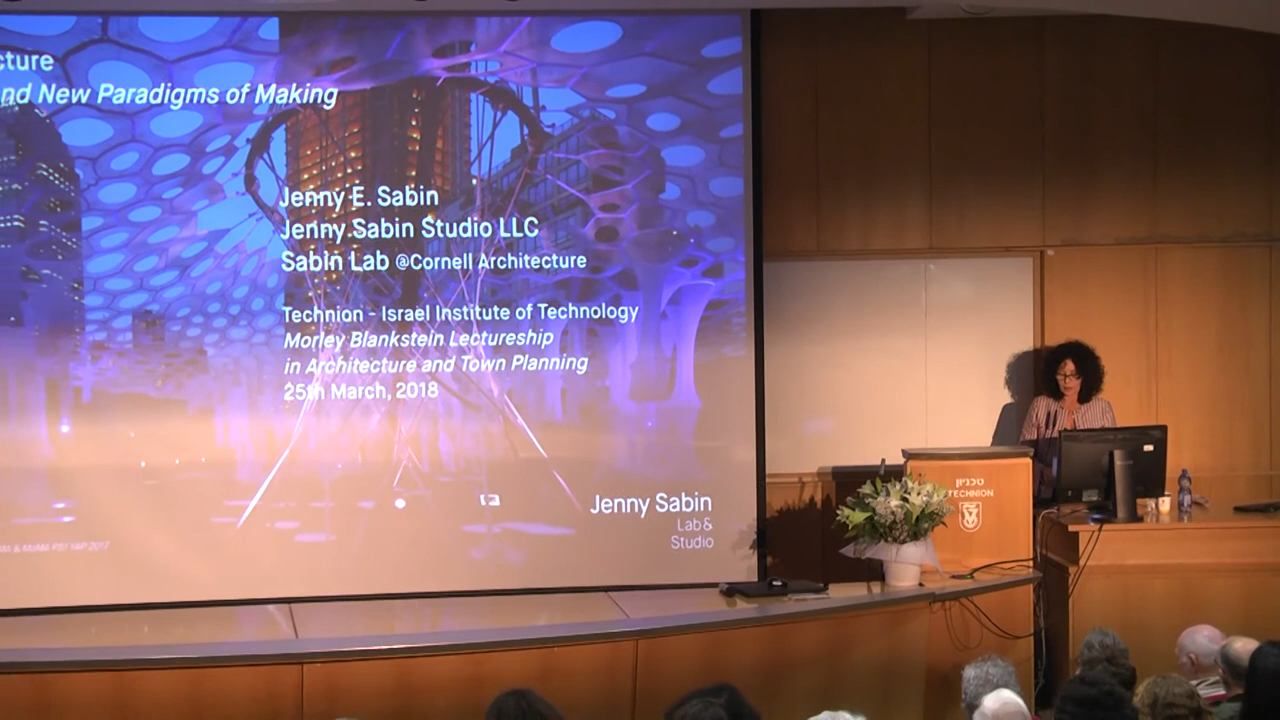 cture
nd New Paradigms of Making
Jenny E. Sabin
Jenny Sabin Studio LLC
Sabin Lab @Cornell Architecture
Technion - Israel Institute of Technology
Morley Blankstein Lectureship
in Architecture and Town Planning
25th March, 2018
Jenny Sabin
Lab &
Studio
טכניון
TECHNION